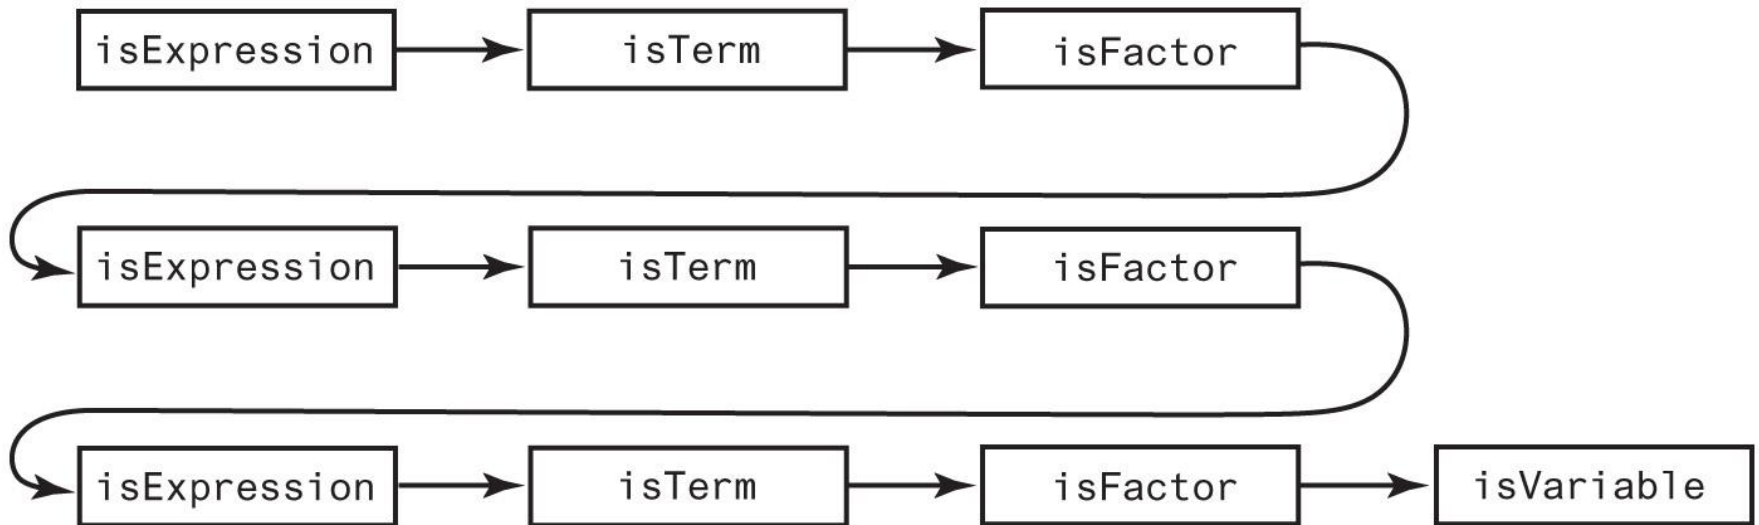 isExpression isTerm isFactor
isExpression isTerm isFactor
isExpression isTerm isFactor isVariable